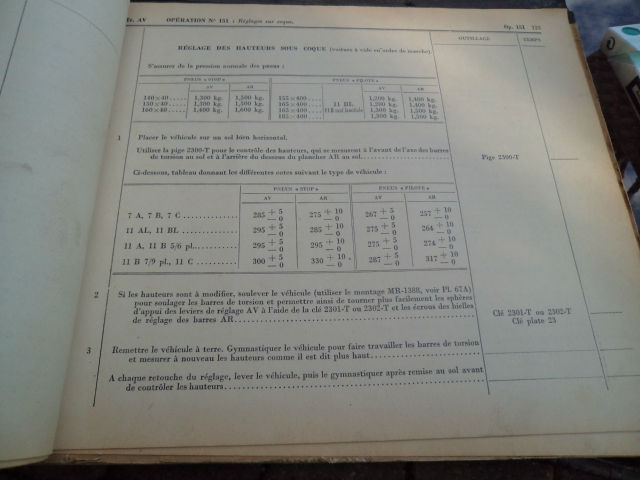 Tr. AV OPÉRATION N° 151 : Réglages sur coque. Op. 151
OUTILLAGE TEMPS
RÉGLAGE DES HAUTEURS SOUS COQUE (voiture à vide en ordre de marche).
S'assurer de la pression normale des pneus :
PNEUS « STOP » PNEUS « PILOTE »
AV AR AV AR
140×40 1,300 kg. 1,500 kg. 155×400 1,200 kg. 1,400 kg.
150×40 1,300 kg. 1,500 kg. 165×400 11 BL 1,200 kg. 1,400 kg.
160×40 1,400 kg. 1,600 kg. 165×400 1,300 kg. 1,500 kg.
185×400 1,300 kg. 1,500 kg.
1 Placer le véhicule sur un sol bien horizontal.
Utiliser la pige 2300-T pour le contrôle des hauteurs, qui se mesureront à l'avant de l'axe des barres
de torsion au sol et à l'arrière du dessous du plancher AR au sol. Pige 2300-T
Ci-dessous, tableau donnant les différentes cotes suivant le type de véhicule :
PNEUS « STOP » PNEUS « PILOTE »
AV AR AV AR
7 A, 7 B, 7 C 285 + 5 − 0 275 + 10 − 0 267 + 5 − 0 257 + 10 − 0
11 AL, 11 BL 295 + 5 − 0 285 + 10 − 0 275 + 5 − 0 264 + 10 − 0
11 A, 11 B 5/6 pl. 295 + 5 − 0 295 + 10 − 0 275 + 5 − 0 274 + 10 − 0
11 B 7/9 pl., 11 C 300 + 5 − 0 330 + 10 − 0 287 + 5 − 0 317 + 10 − 0
2 Si les hauteurs sont à modifier, soulever le véhicule (utiliser le montage MR-1388, voir Pl. 67A)
pour soulager les barres de torsion et permettre ainsi de tourner plus facilement les sphères
d'appui des leviers de réglage AV à l'aide de la clé 2301-T ou 2302-T et les écrous des bielles
de réglage des barres AR. Clé 2301-T ou 2302-T
Clé plate 23
3 Remettre le véhicule à terre. Gymnastiquer le véhicule pour faire travailler les barres de torsion
et mesurer à nouveau les hauteurs comme il est dit plus haut.
A chaque retouche du réglage, lever le véhicule, puis le gymnastiquer après remise au sol avant
de contrôler les hauteurs.